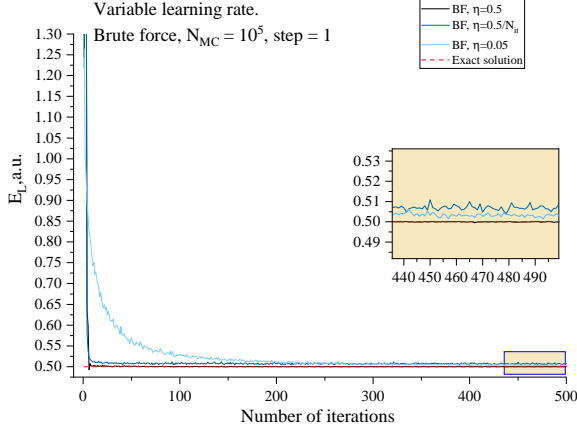 Variable learning rate.
Brute force, N_MC = 10^5, step = 1
BF, η=0.5
BF, η=0.5/N_it
BF, η=0.05
Exact solution
E_L,a.u.
1.30
1.25
1.20
1.15
1.10
1.05
1.00
0.95
0.90
0.85
0.80
0.75
0.70
0.65
0.60
0.55
0.50
0.53
0.52
0.51
0.50
0.49
440 450 460 470 480 490
0 100 200 300 400 500
Number of iterations